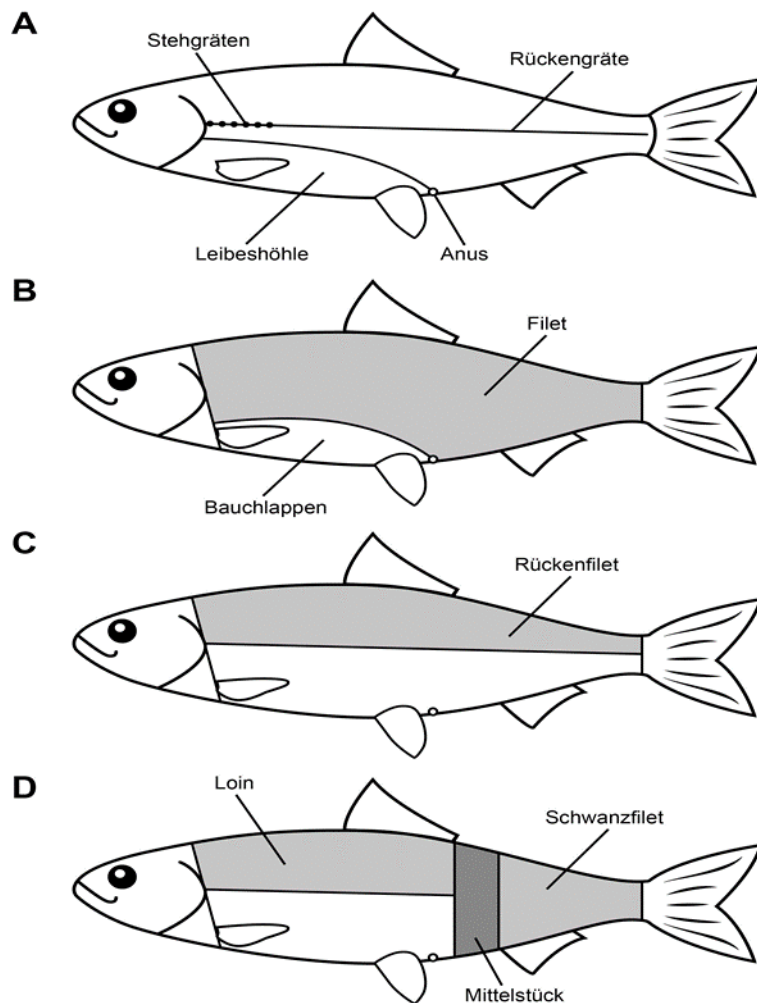 A
Stehgräten
Rückengräte
Leibeshöhle
Anus
B
Filet
Bauchlappen
C
Rückenfilet
D
Loin
Schwanzfilet
Mittelstück